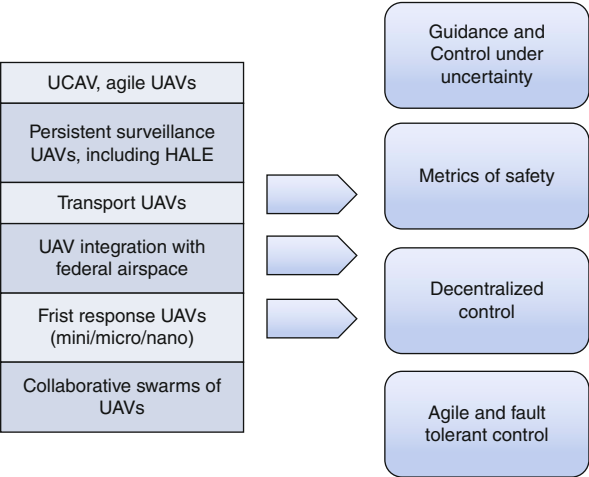 UCAV, agile UAVs
Persistent surveillance
UAVs, including HALE
Transport UAVs
UAV integration with
federal airspace
Frist response UAVs
(mini/micro/nano)
Collaborative swarms of
UAVs
Guidance and
Control under
uncertainty
Metrics of safety
Decentralized
control
Agile and fault
tolerant control